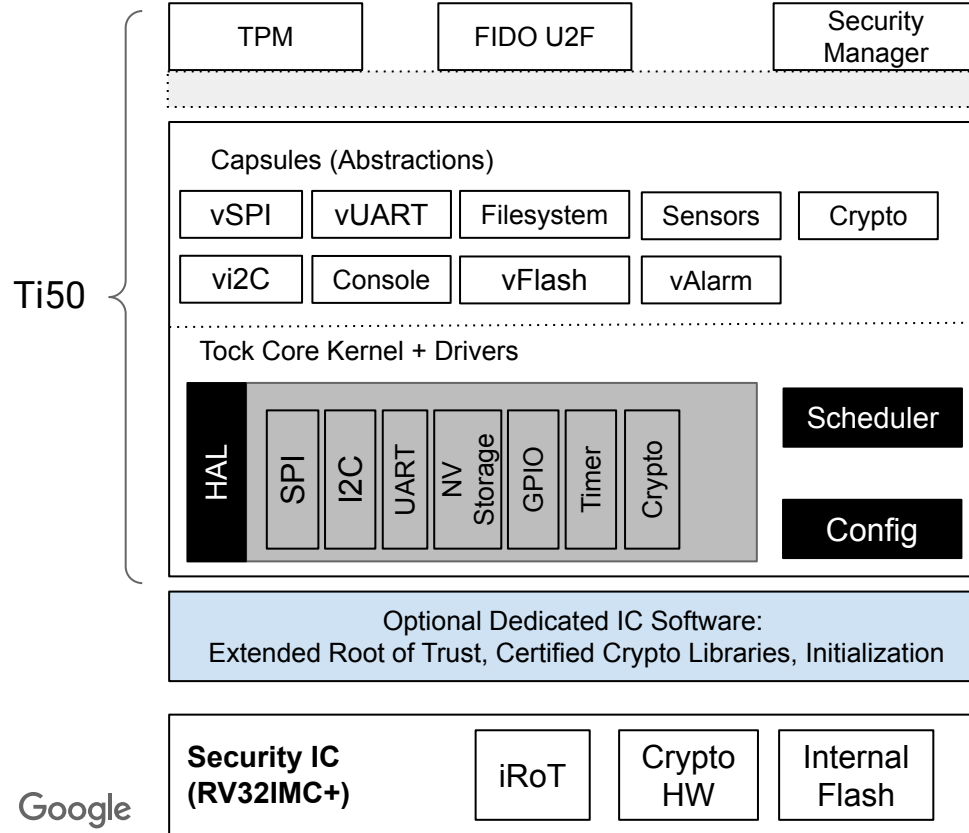 TPM
FIDO U2F
Security
Manager
Capsules (Abstractions)
vSPI
vUART
Filesystem
Sensors
Crypto
vi2C
Console
vFlash
vAlarm
Ti50
Tock Core Kernel + Drivers
HAL
SPI
I2C
UART
NV
Storage
GPIO
Timer
Crypto
Scheduler
Config
Optional Dedicated IC Software:
Extended Root of Trust, Certified Crypto Libraries, Initialization
Security IC
(RV32IMC+)
iRoT
Crypto
HW
Internal
Flash
Google